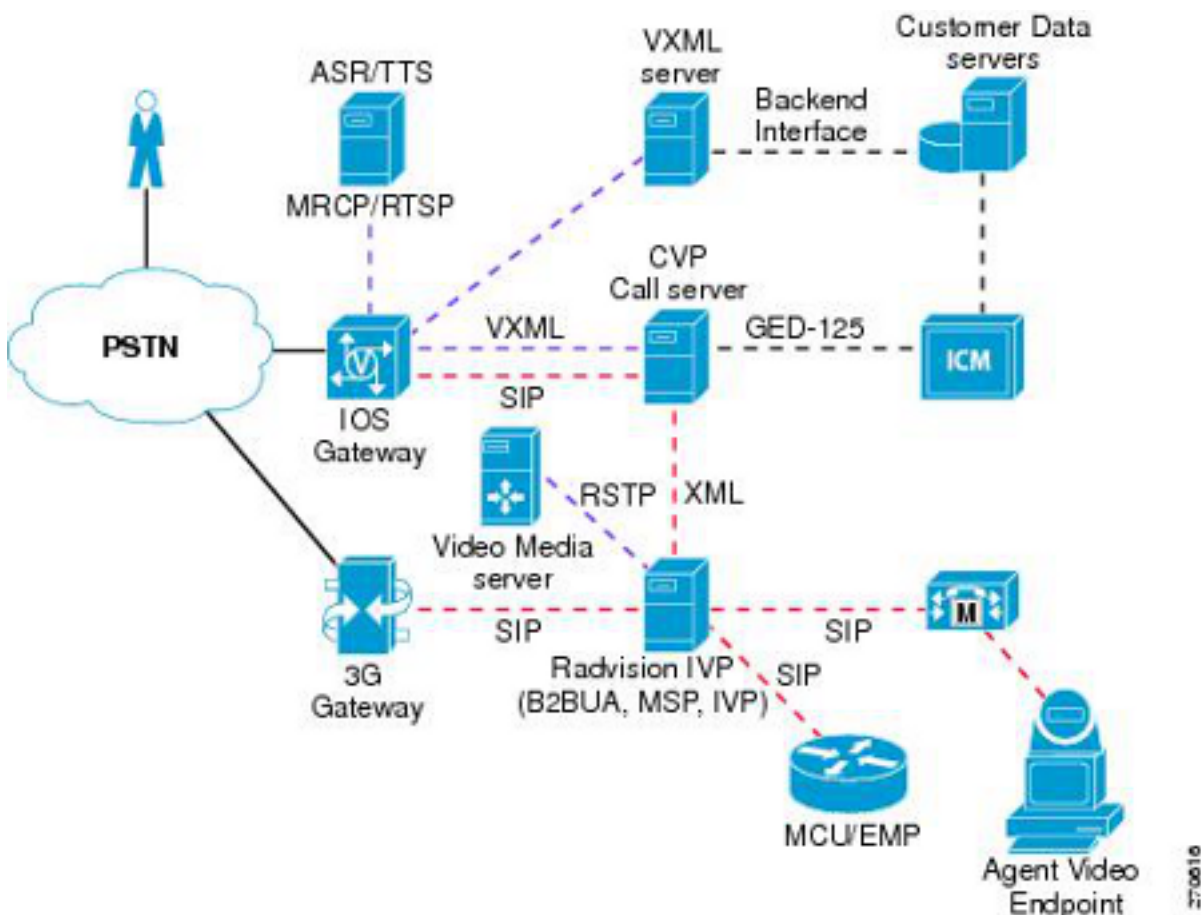 Customer Data
servers
VXML
server
ASR/TTS
Backend
Interface
MRCP/RTSP
CVP
Call server
PSTN
V
VXML
GED-125
ICM
SIP
IOS
Gateway
RSTP
XML
Video Media
server
M
SIP
SIP
3G
Gateway
Radvision IVP
(B2BUA, MSP, IVP)
SIP
MCU/EMP
Agent Video
Endpoint